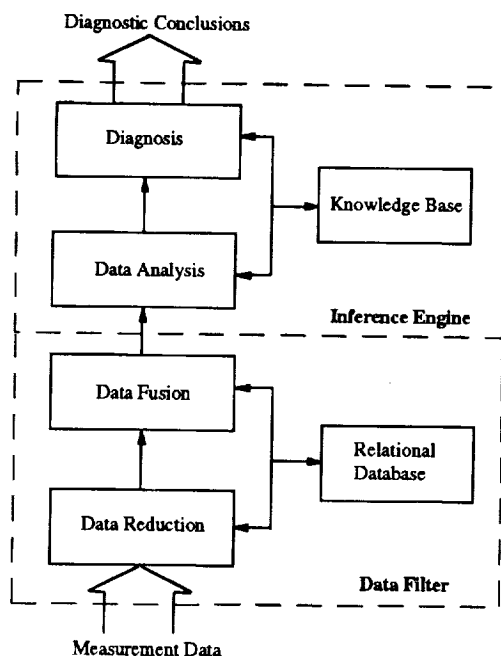 Diagnostic Conclusions
Diagnosis
Knowledge Base
Data Analysis
Inference Engine
Data Fusion
Relational
Database
Data Reduction
Data Filter
Measurement Data